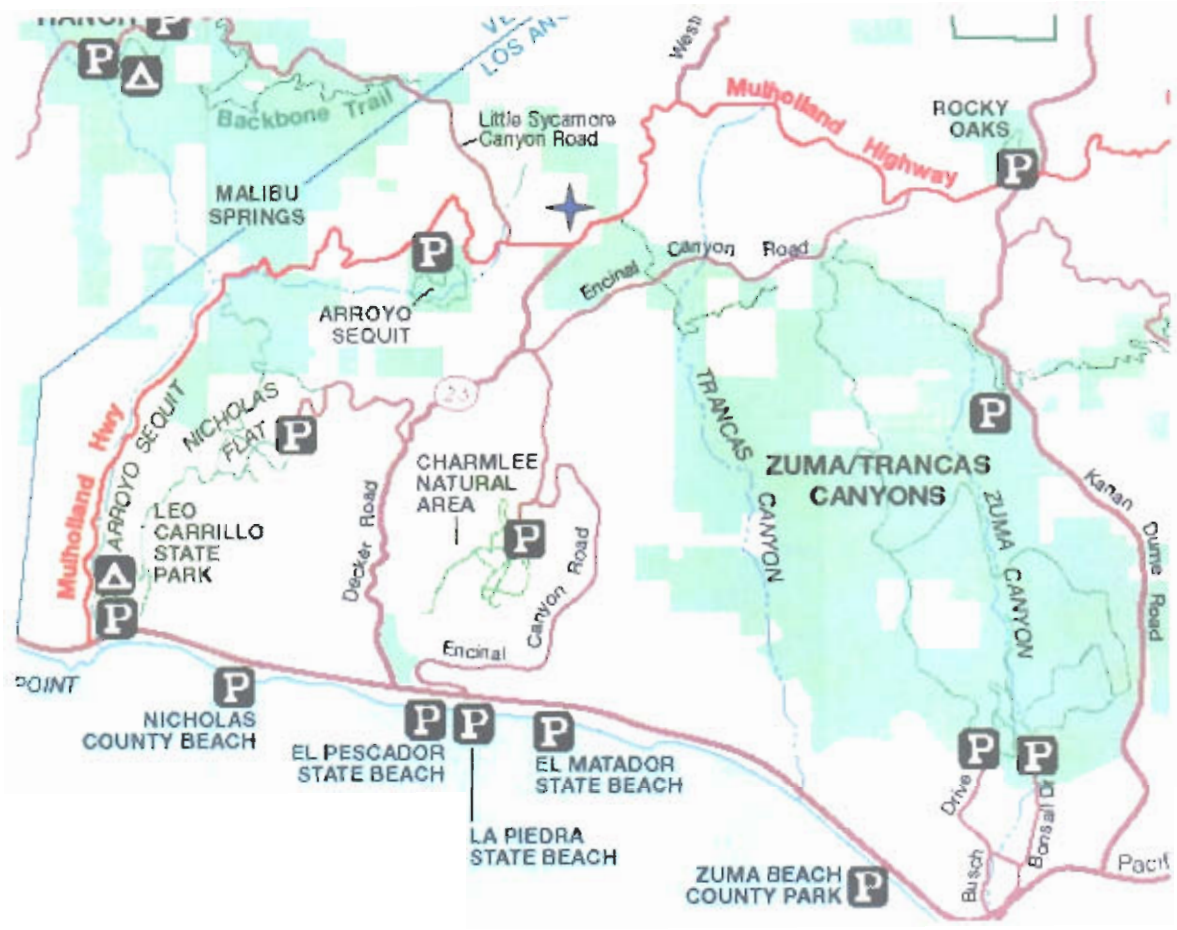 RANCH
P
P
VE
LOS ANG
West
Mulholland Highway
ROCKY
OAKS
P
Backbone Trail
Little Sycamore
Canyon Road
MALIBU
SPRINGS
P
Encinal Canyon Road
ARROYO
SEQUIT
23
Mulholland Hwy
ARROYO SEQUIT
NICHOLAS
FLAT
P
TRANCAS CANYON
P
ZUMA/TRANCAS
CANYONS
CHARMLEE
NATURAL
AREA
P
Kanan Dume Road
ZUMA CANYON
LEO
CARRILLO
STATE
PARK
Decker Road
Encinal Canyon Road
P
POINT
P
NICHOLAS
COUNTY BEACH
P
EL PESCADOR
STATE BEACH
P
LA PIEDRA
STATE BEACH
P
EL MATADOR
STATE BEACH
P
P
Busch Drive
Bonsall
Pacif
ZUMA BEACH
COUNTY PARK
P